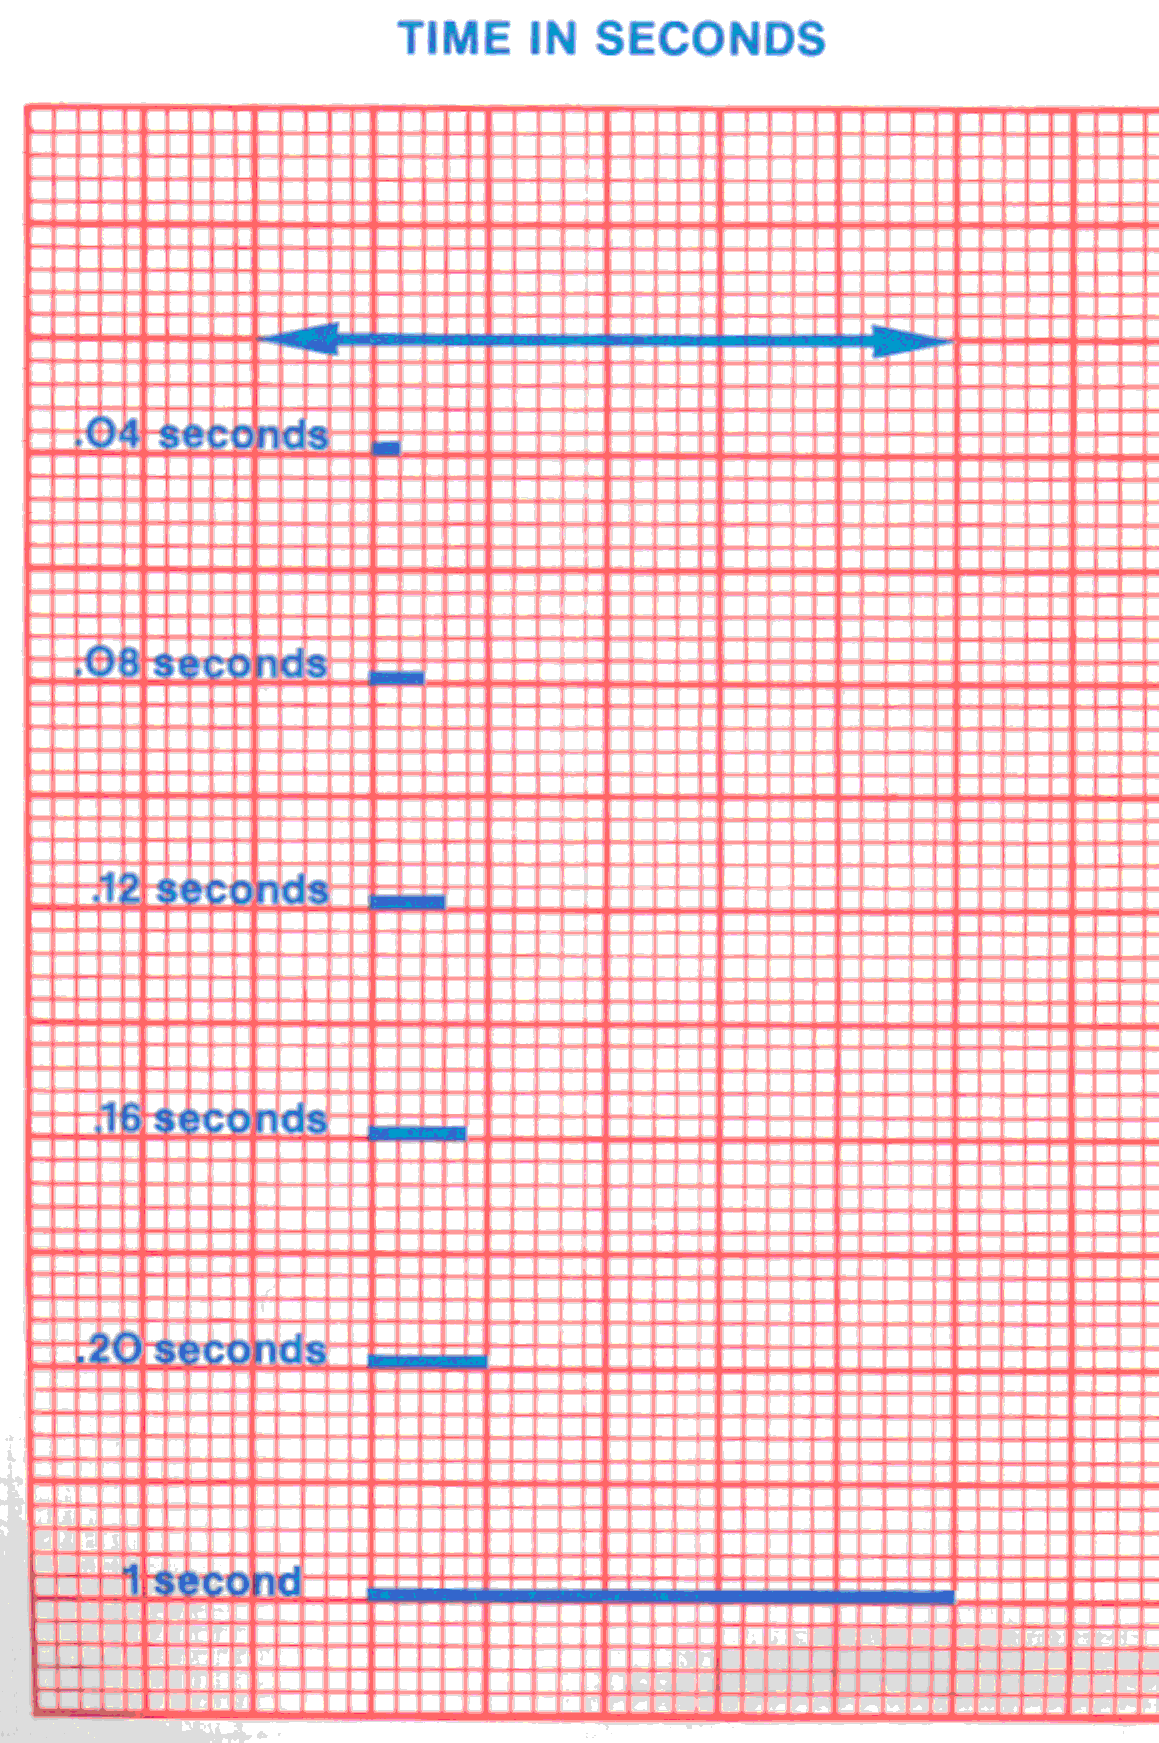 TIME IN SECONDS
.04 seconds
.08 seconds
.12 seconds
.16 seconds
.20 seconds
1 second